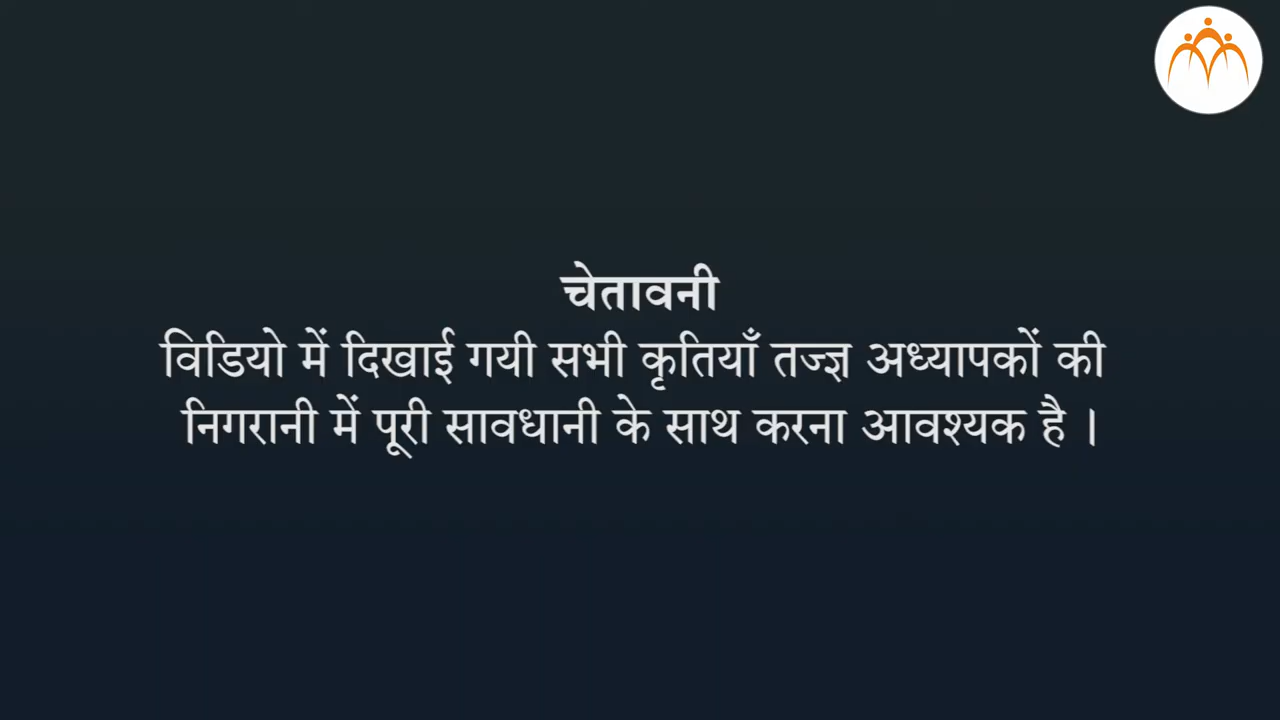 चेतावनी
विडियो में दिखाई गयी सभी कृतियाँ तज्ज्ञ अध्यापकों की
निगरानी में पूरी सावधानी के साथ करना आवश्यक है ।